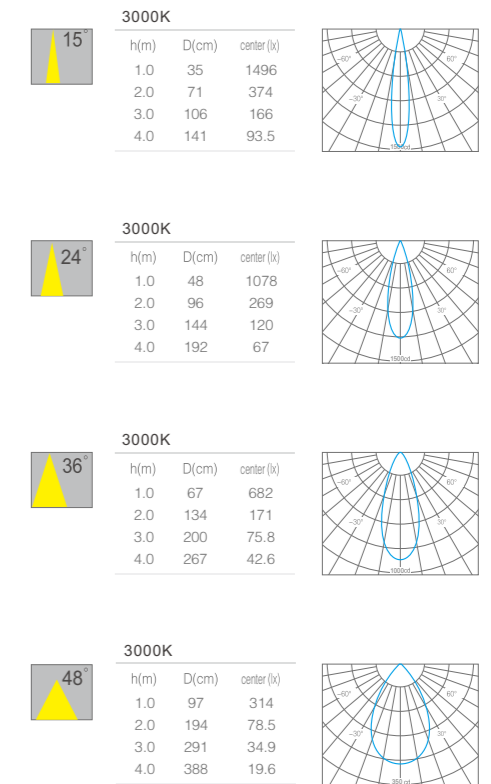 3000K
15°
h(m) D(cm) center (lx)
1.0 35 1496
2.0 71 374
3.0 106 166
4.0 141 93.5
-60° 60°
-30° 30°
1500cd
3000K
24°
h(m) D(cm) center (lx)
1.0 48 1078
2.0 96 269
3.0 144 120
4.0 192 67
-60° 60°
-30° 30°
1500cd
3000K
36°
h(m) D(cm) center (lx)
1.0 67 682
2.0 134 171
3.0 200 75.8
4.0 267 42.6
-60° 60°
-30° 30°
1000cd
3000K
48°
h(m) D(cm) center (lx)
1.0 97 314
2.0 194 78.5
3.0 291 34.9
4.0 388 19.6
-60° 60°
-30° 30°
350 cd